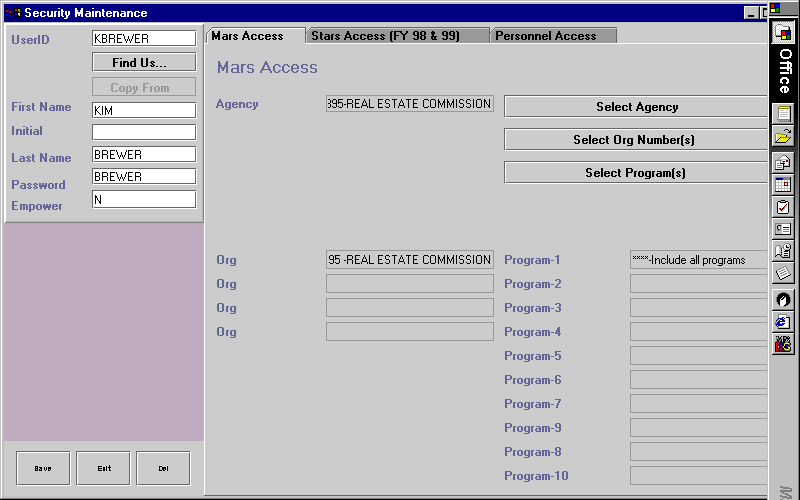 Security Maintenance
UserID KBREWER
Find Us...
Copy From
First Name KIM
Initial
Last Name BREWER
Password BREWER
Empower N
Save Exit Del
Mars Access Stars Access (FY 98 & 99) Personnel Access
Mars Access
Agency 395-REAL ESTATE COMMISSION Select Agency
Select Org Number(s)
Select Program(s)
Org 95 -REAL ESTATE COMMISSION Program-1 ****-Include all programs
Org Program-2
Org Program-3
Org Program-4
Program-5
Program-6
Program-7
Program-9
Program-8
Program-10
Office